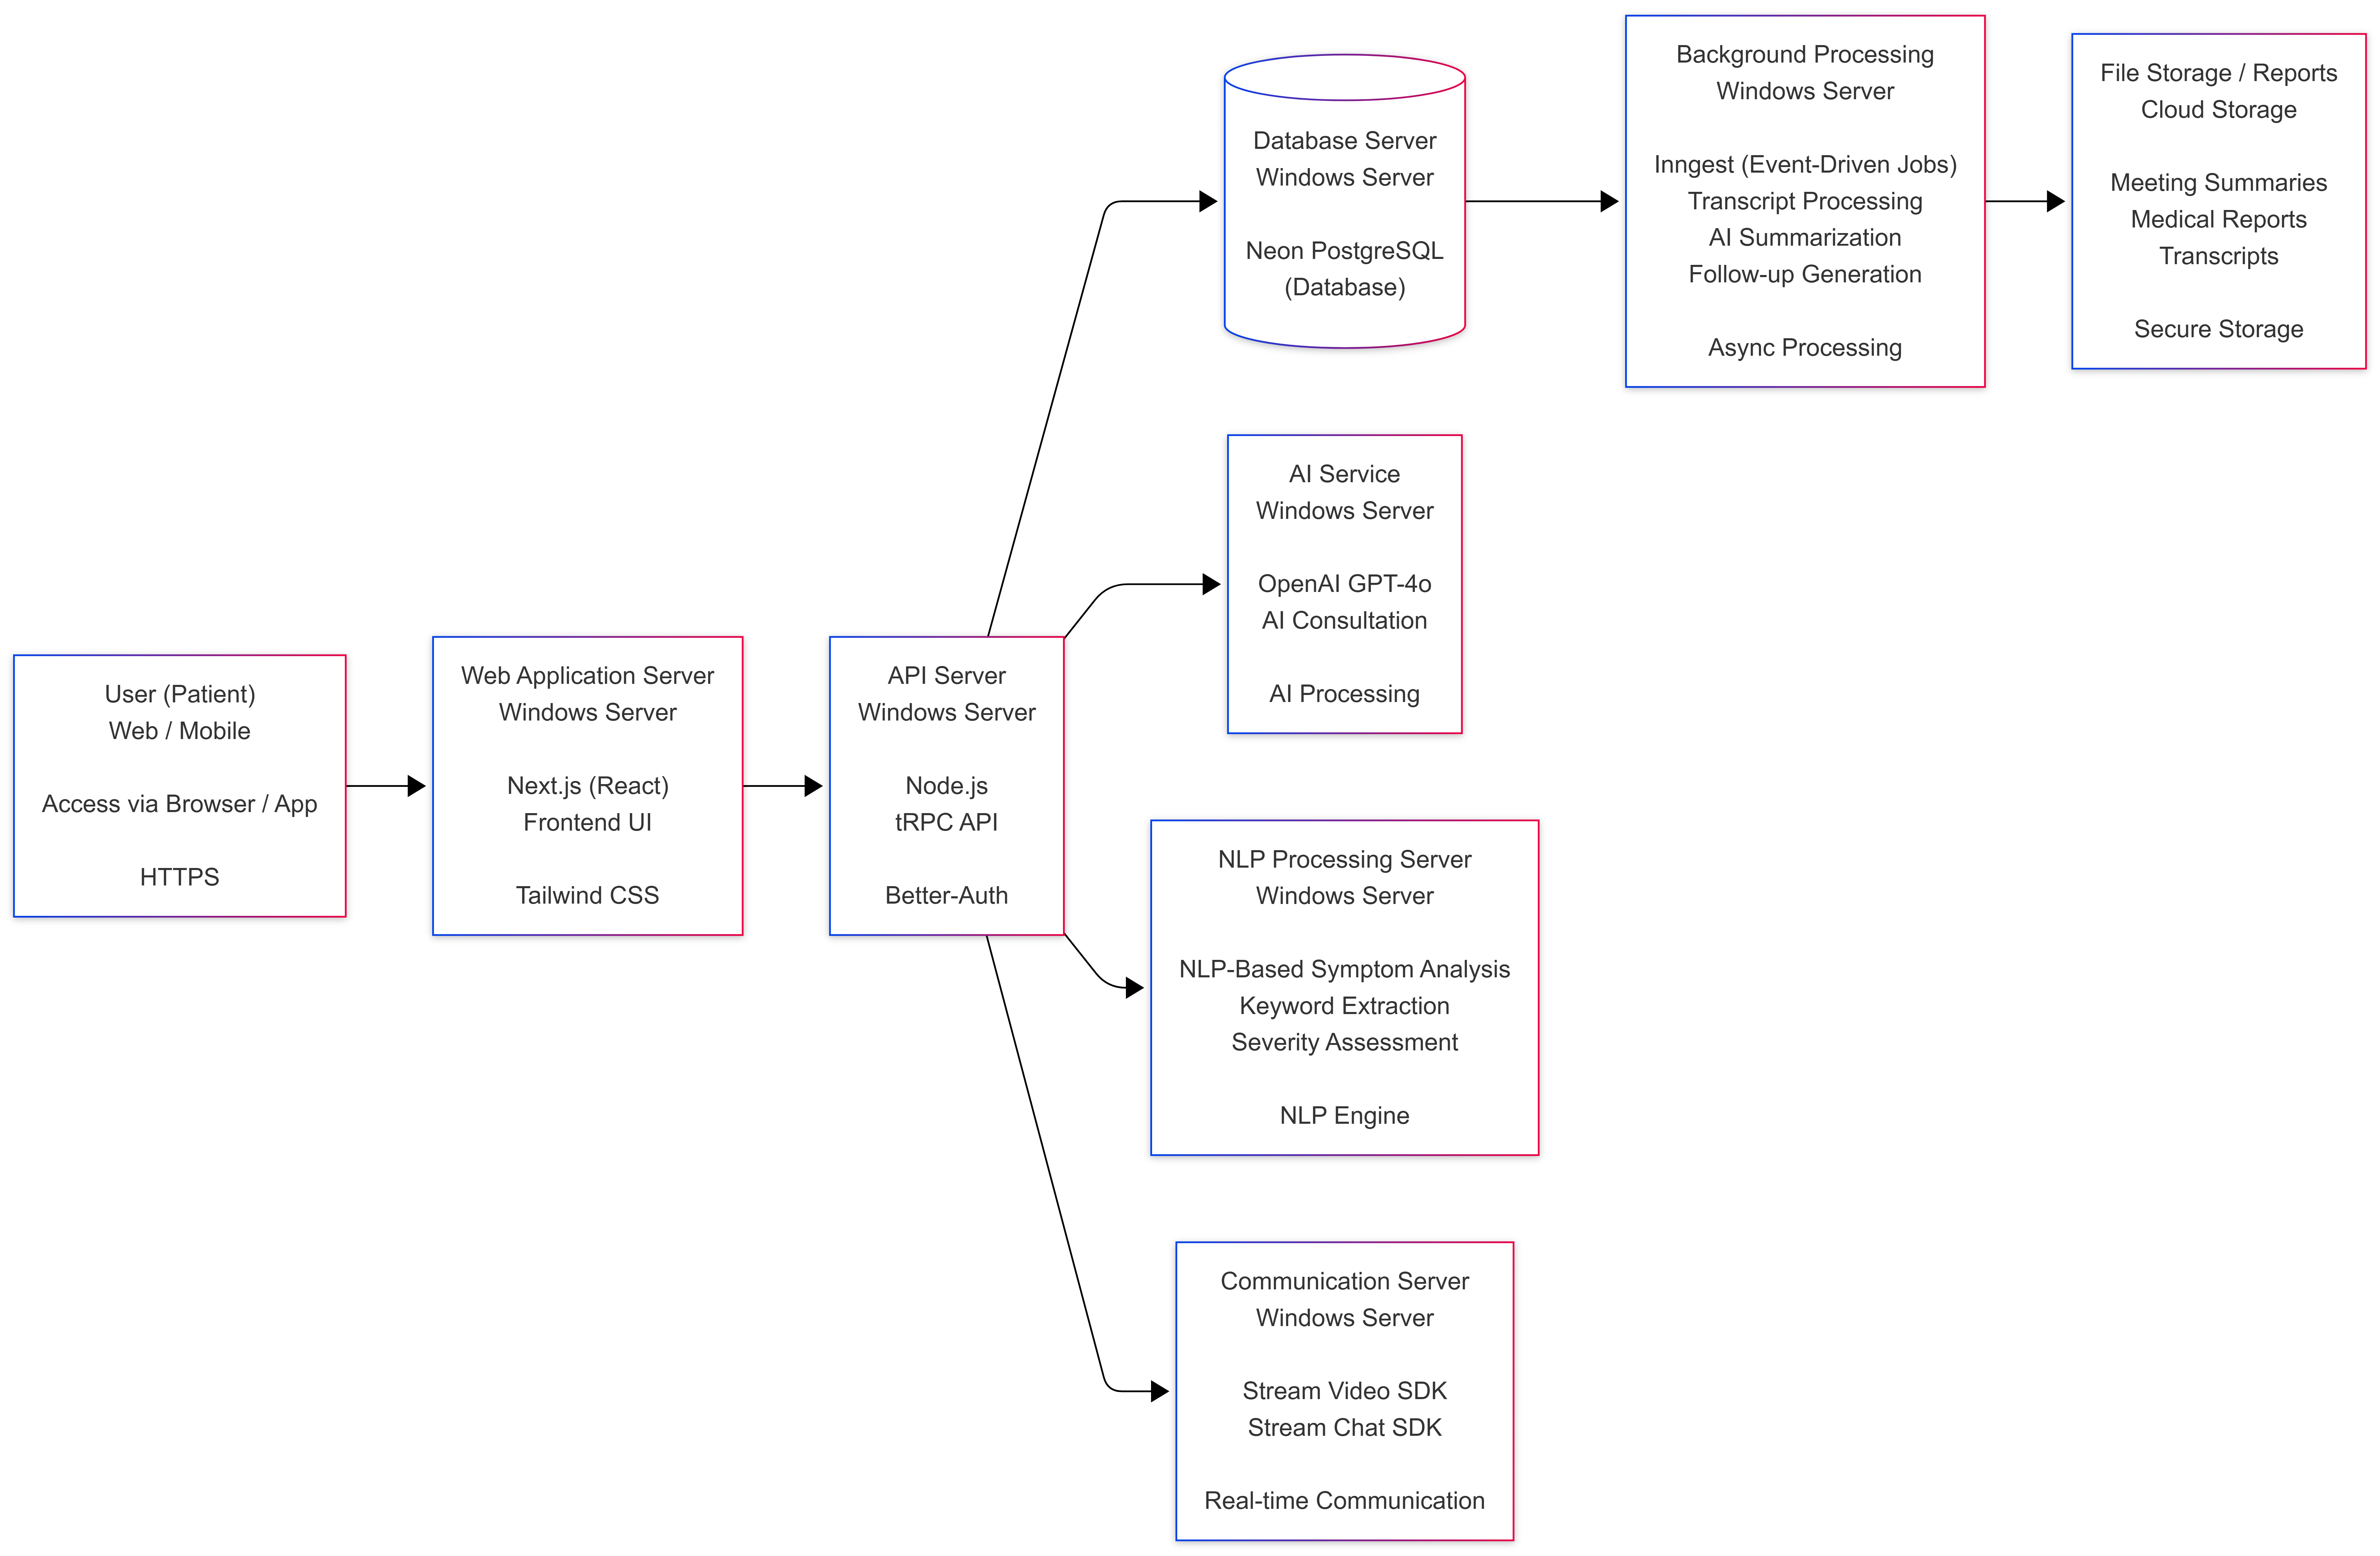 User (Patient)
Web / Mobile
Access via Browser / App
HTTPS
Web Application Server
Windows Server
Next.js (React)
Frontend UI
Tailwind CSS
API Server
Windows Server
Node.js
tRPC API
Better-Auth
Database Server
Windows Server
Neon PostgreSQL
(Database)
Background Processing
Windows Server
Inngest (Event-Driven Jobs)
Transcript Processing
AI Summarization
Follow-up Generation
Async Processing
File Storage / Reports
Cloud Storage
Meeting Summaries
Medical Reports
Transcripts
Secure Storage
AI Service
Windows Server
OpenAI GPT-4o
AI Consultation
AI Processing
NLP Processing Server
Windows Server
NLP-Based Symptom Analysis
Keyword Extraction
Severity Assessment
NLP Engine
Communication Server
Windows Server
Stream Video SDK
Stream Chat SDK
Real-time Communication